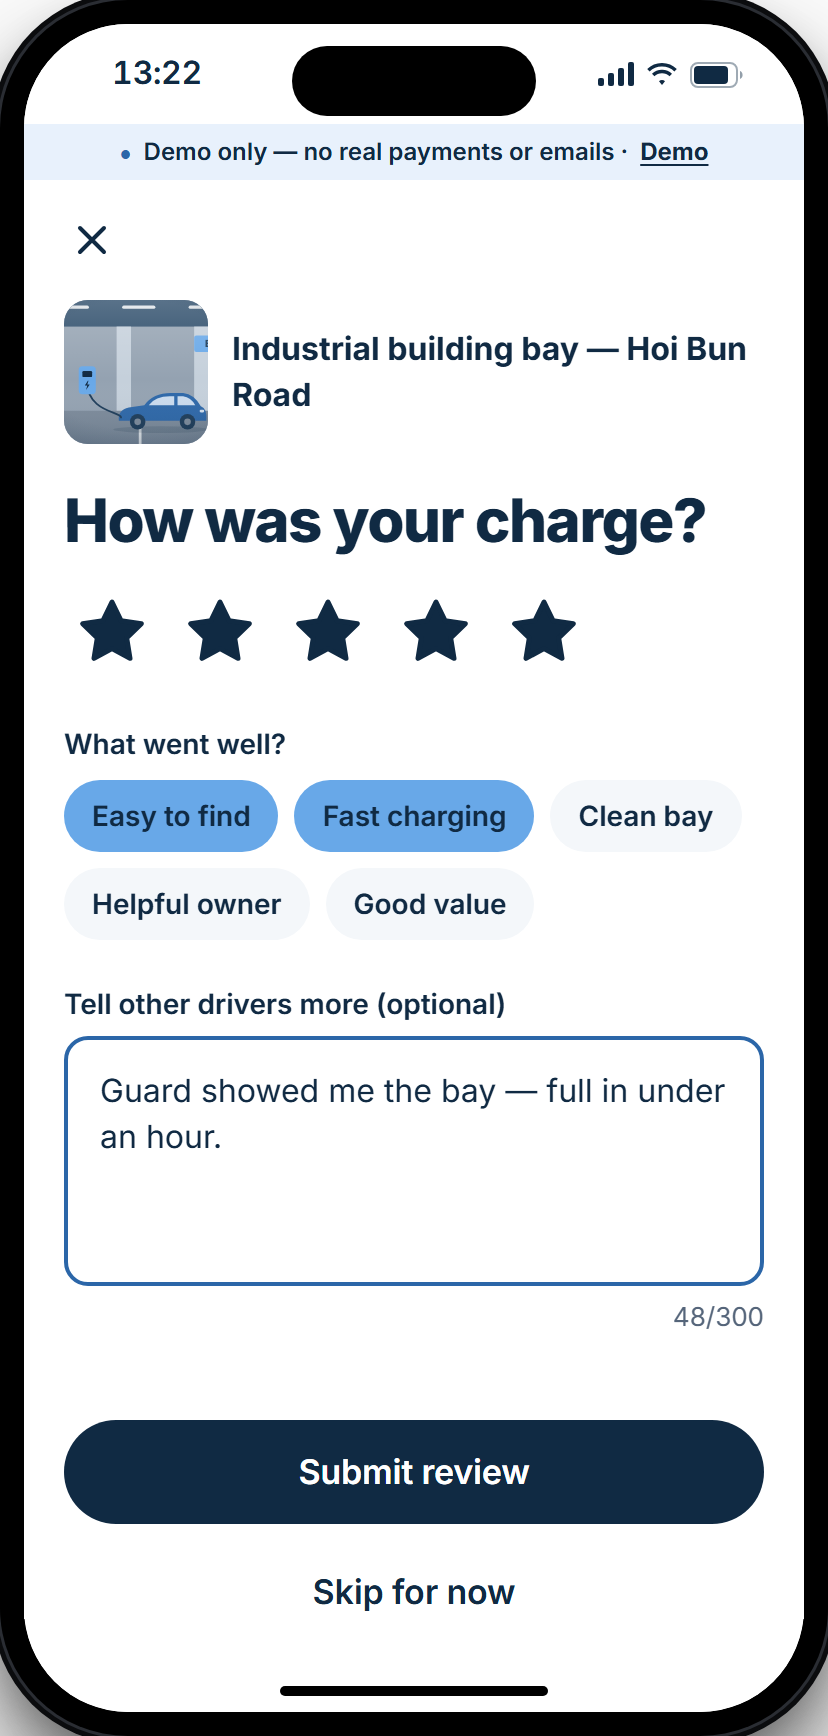 13:22
Demo only — no real payments or emails · Demo
Industrial building bay — Hoi Bun
Road
How was your charge?
What went well?
Easy to find
Fast charging
Clean bay
Helpful owner
Good value
Tell other drivers more (optional)
Guard showed me the bay — full in under
an hour.
48/300
Submit review
Skip for now